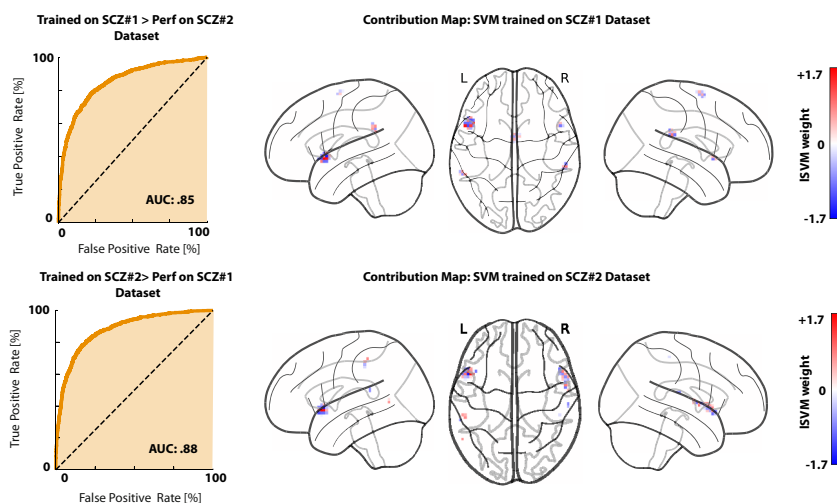 Trained on SCZ#1 > Perf on SCZ#2
Dataset
100
True Positive Rate [%]
0
AUC: .85
0
100
False Positive Rate [%]
Contribution Map: SVM trained on SCZ#1 Dataset
L
R
+1.7
0
-1.7
lSVM weight
Trained on SCZ#2> Perf on SCZ#1
Dataset
100
True Positive Rate [%]
0
AUC: .88
0
100
False Positive Rate [%]
Contribution Map: SVM trained on SCZ#2 Dataset
L
R
+1.7
0
-1.7
lSVM weight